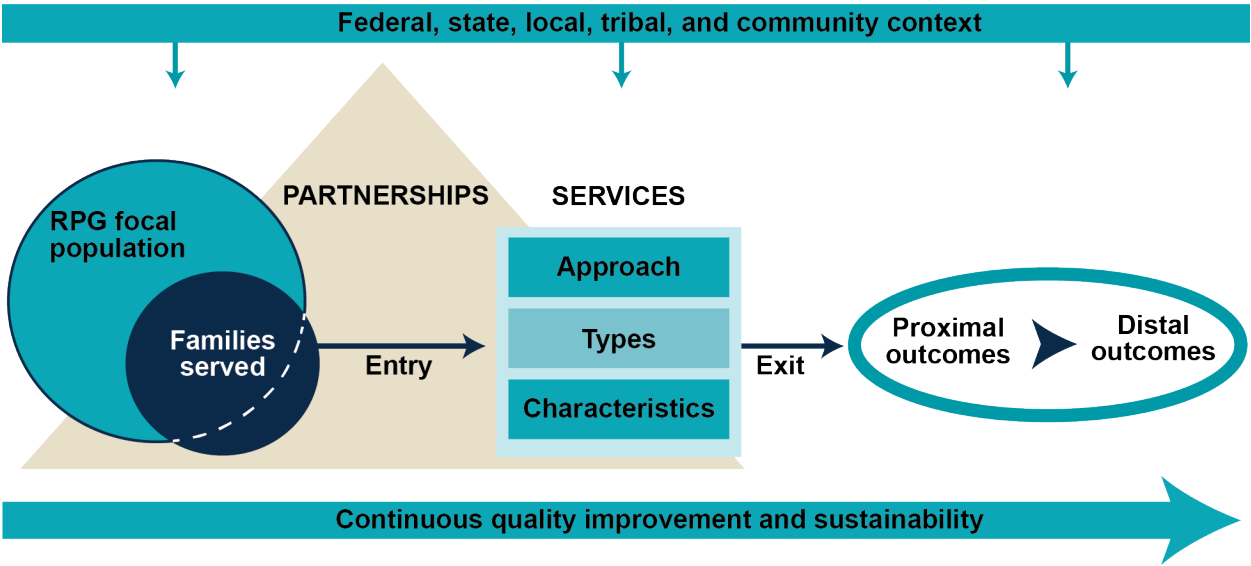 Federal, state, local, tribal, and community context
PARTNERSHIPS
SERVICES
RPG focal
population
Families
served
Entry
Approach
Types
Characteristics
Exit
Proximal
outcomes
Distal
outcomes
Continuous quality improvement and sustainability